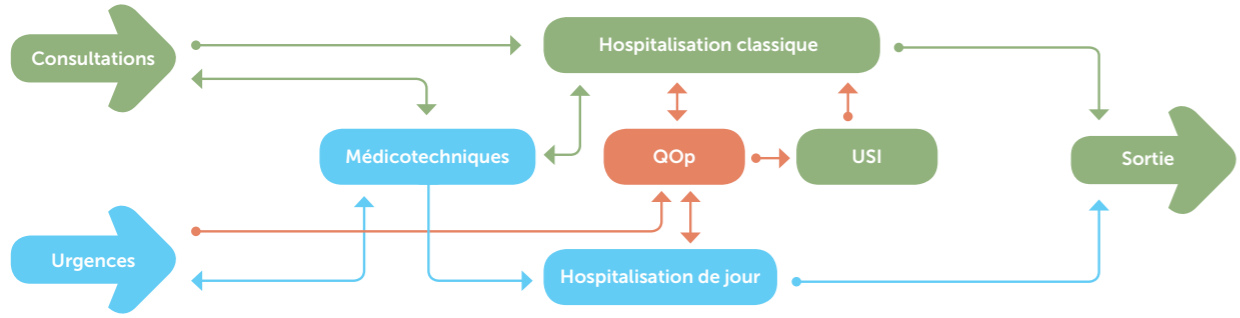 Hospitalisation classique
Consultations
Médicotechniques
QOp
USI
Sortie
Urgences
Hospitalisation de jour